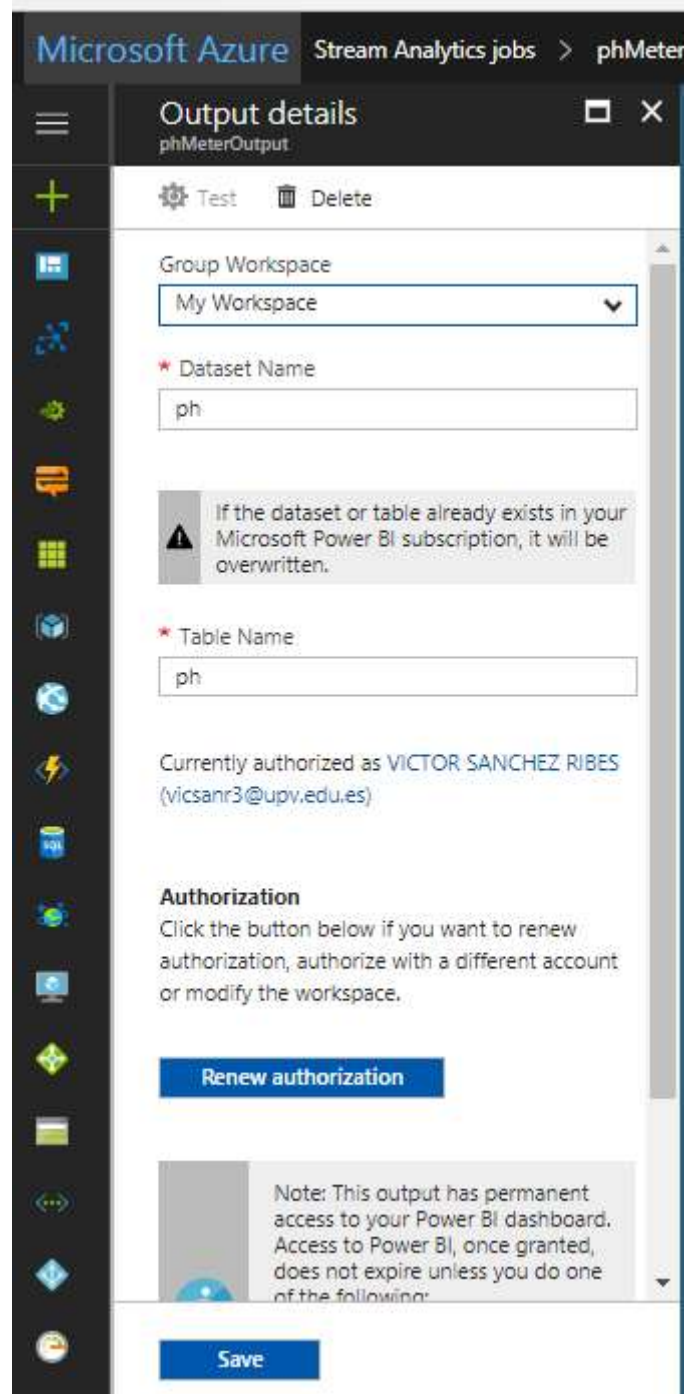 Microsoft Azure Stream Analytics jobs > phMeter
Output details
phMeterOutput
Test Delete
Group Workspace
My Workspace
* Dataset Name
ph
If the dataset or table already exists in your
Microsoft Power BI subscription, it will be
overwritten.
* Table Name
ph
Currently authorized as VICTOR SANCHEZ RIBES
(vicsanr3@upv.edu.es)
Authorization
Click the button below if you want to renew
authorization, authorize with a different account
or modify the workspace.
Renew authorization
Note: This output has permanent
access to your Power BI dashboard.
Access to Power BI, once granted,
does not expire unless you do one
of the following:
Save
SQL